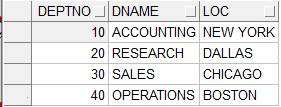 DEPTNO DNAME LOC
10 ACCOUNTING NEW YORK
20 RESEARCH DALLAS
30 SALES CHICAGO
40 OPERATIONS BOSTON